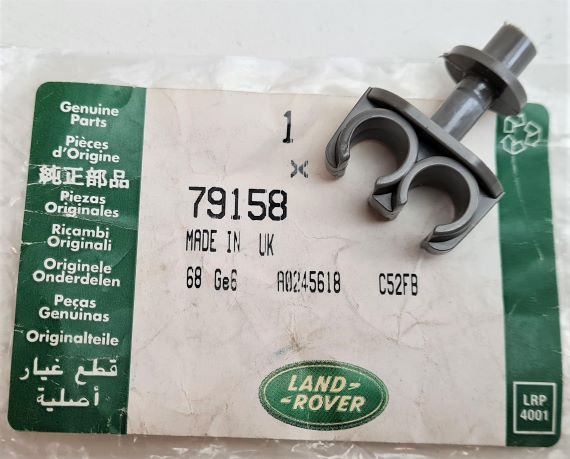 Genuine
Parts
Pièces
d'Origine
純正部品
Piezas
Originales
Ricambi
Originali
Originele
Onderdelen
Peças
Genuinas
Originalteile
قطع غيار
أصلية
1
79158
MADE IN UK
68 Ge6 A0245618 C52FB
LAND-
-ROVER
LRP
4001